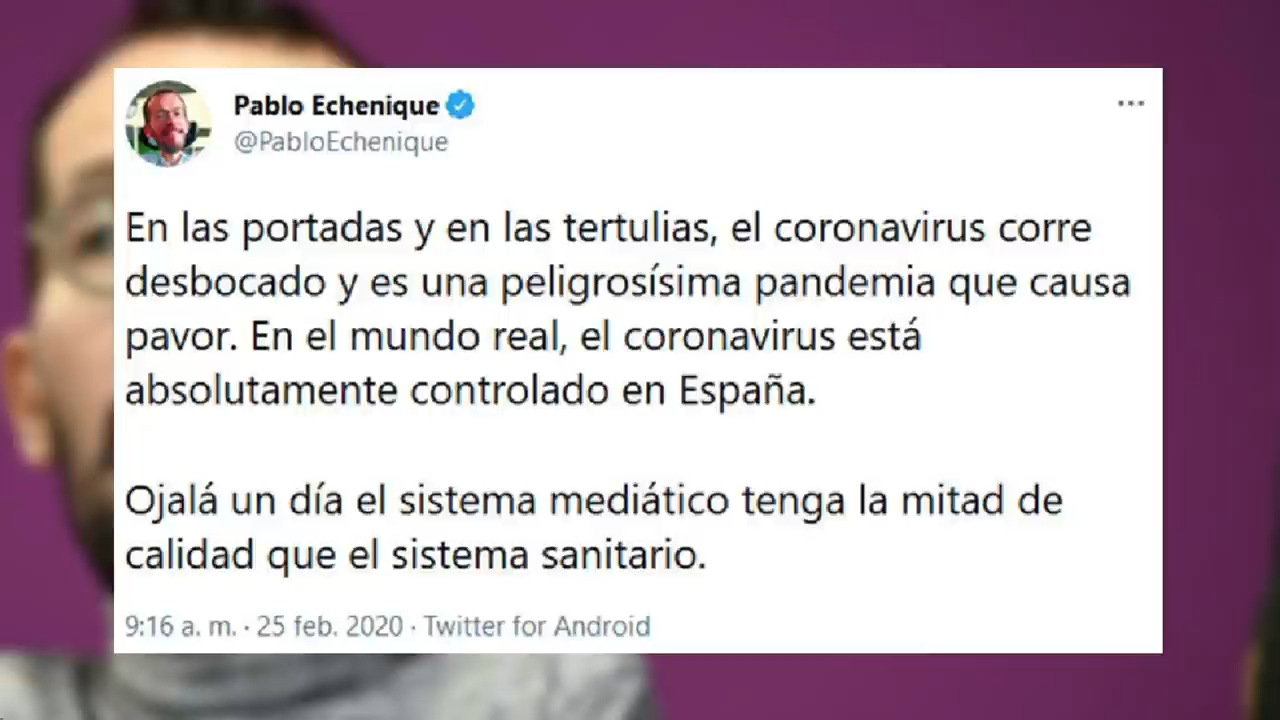 Pablo Echenique
@PabloEchenique
En las portadas y en las tertulias, el coronavirus corre
desbocado y es una peligrosísima pandemia que causa
pavor. En el mundo real, el coronavirus está
absolutamente controlado en España.
Ojalá un día el sistema mediático tenga la mitad de
calidad que el sistema sanitario.
9:16 a. m. · 25 feb. 2020 · Twitter for Android